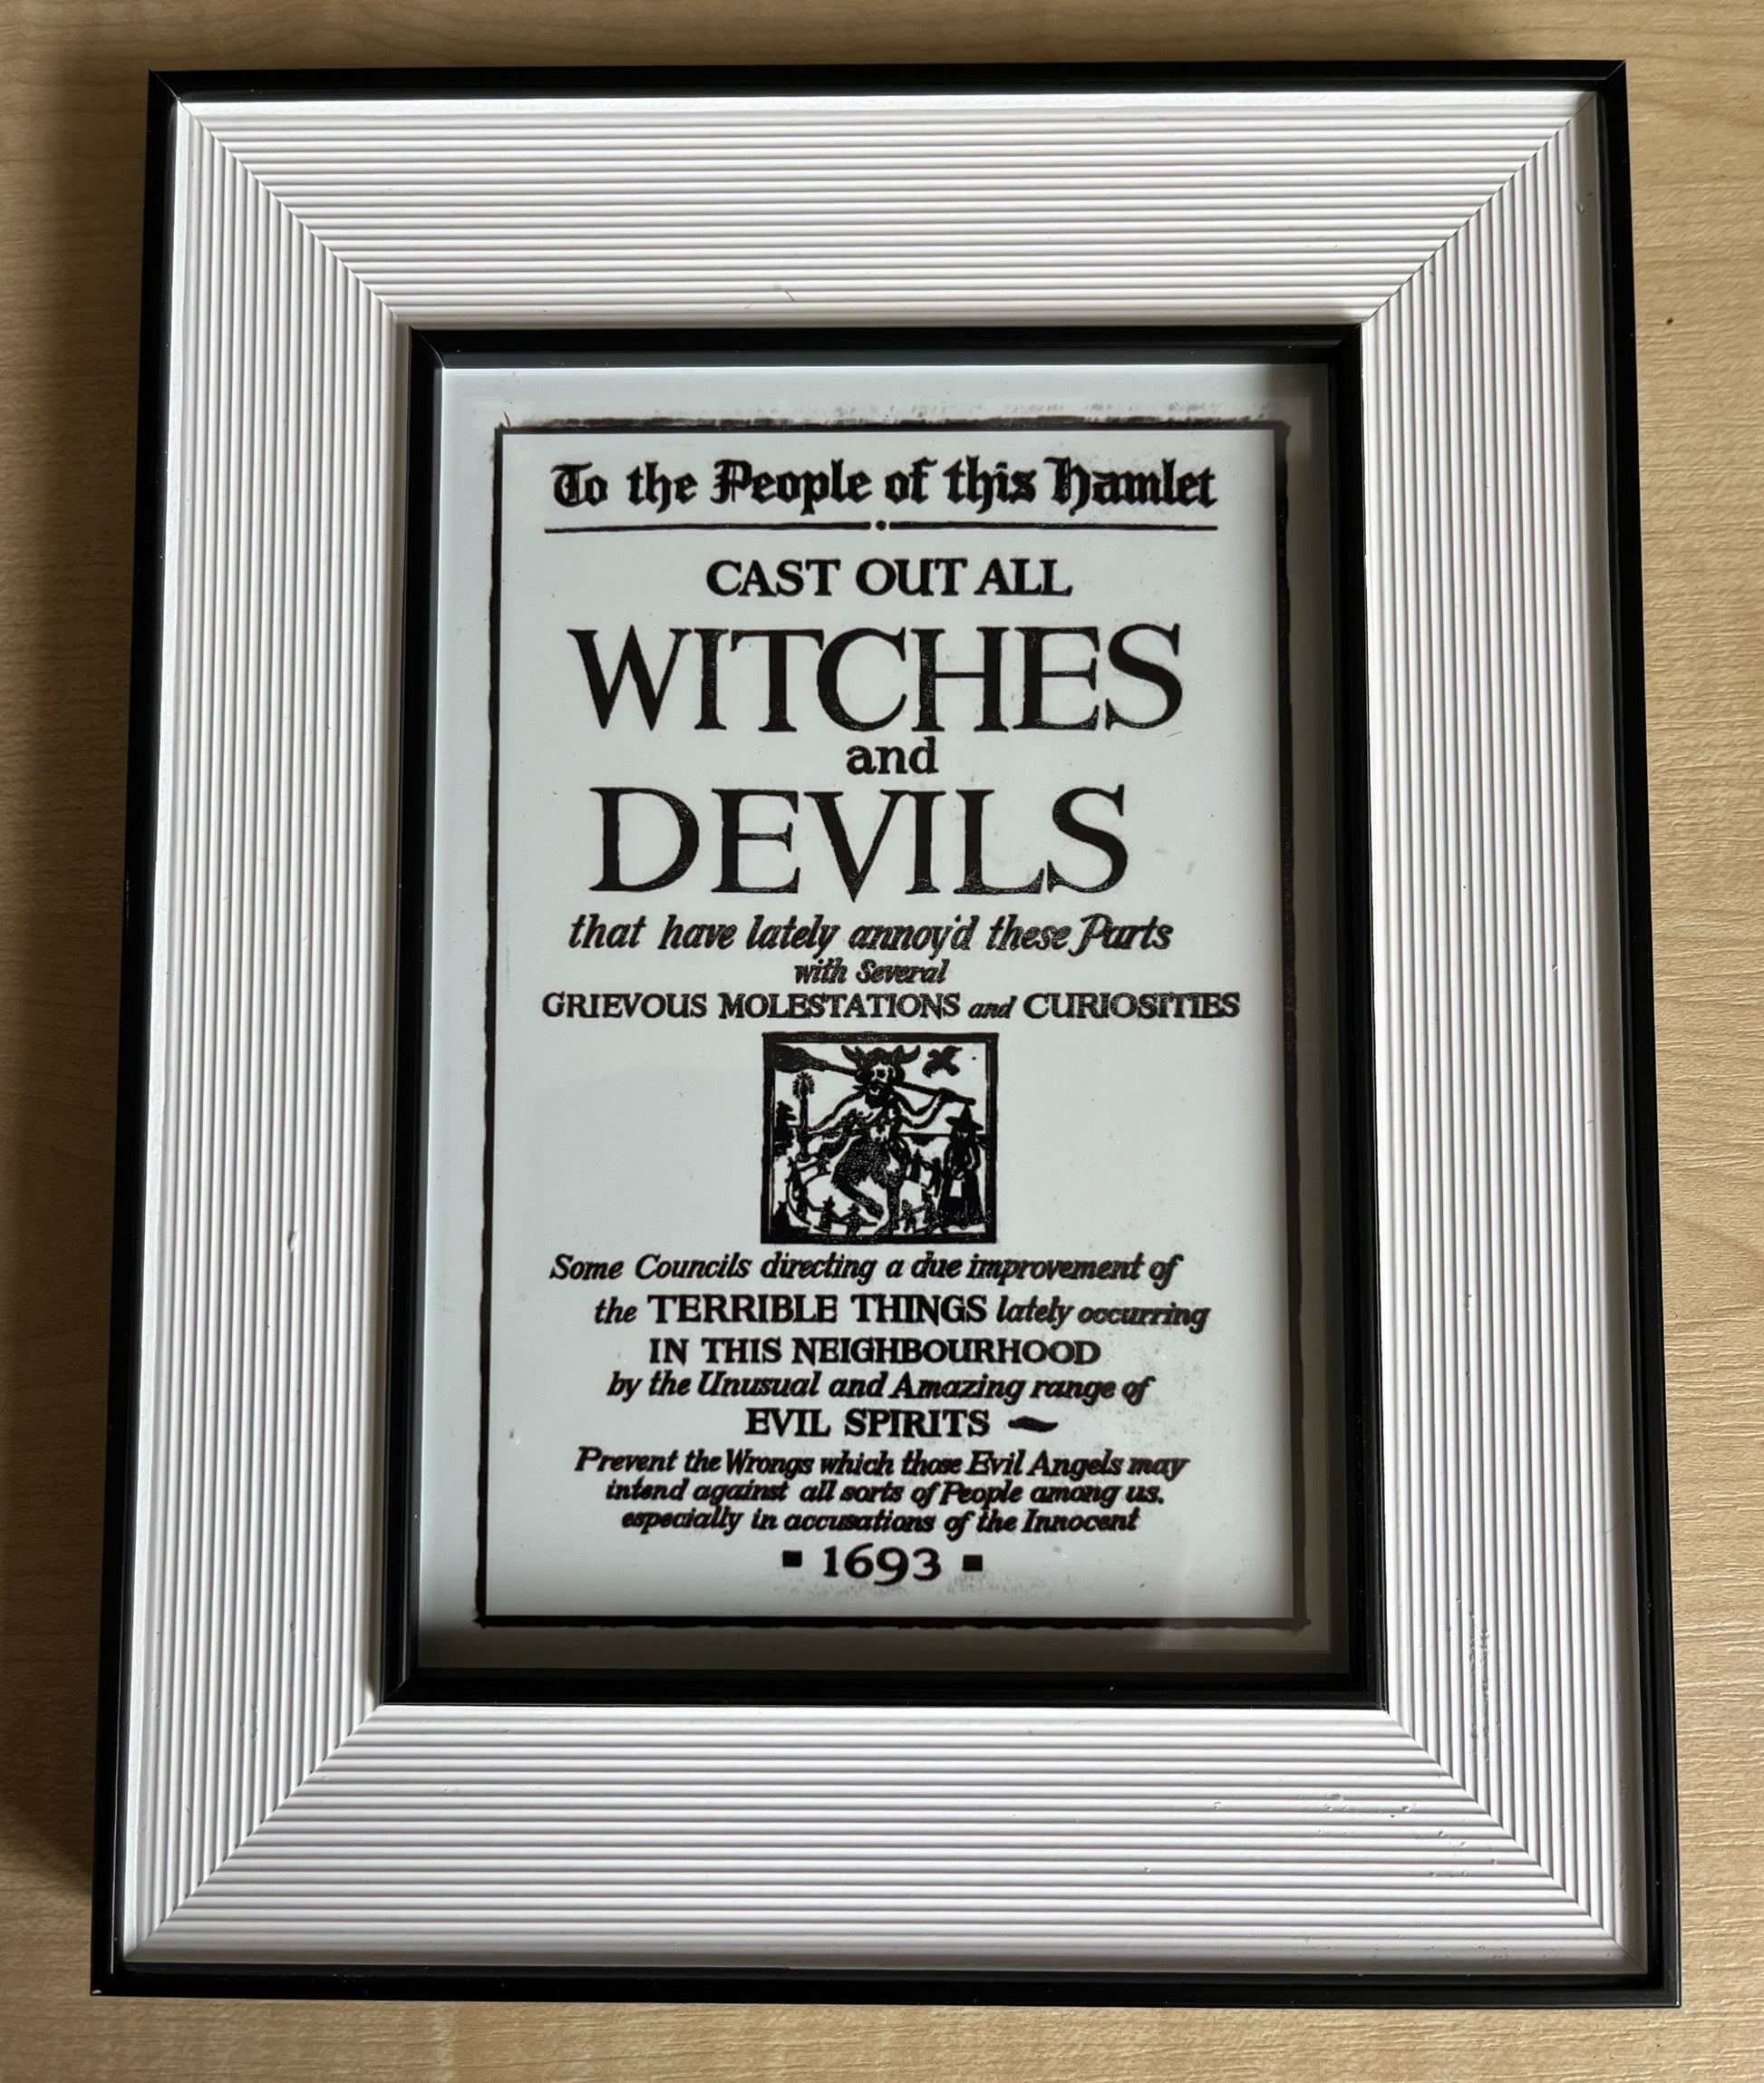 To the People of this Hamlet
CAST OUT ALL
WITCHES
and
DEVILS
that have lately annoy'd these Parts
with Several
GRIEVOUS MOLESTATIONS and CURIOSITIES
Some Councils directing a due improvement of
the TERRIBLE THINGS lately occurring
IN THIS NEIGHBOURHOOD
by the Unusual and Amazing range of
EVIL SPIRITS ~
Prevent the Wrongs which those Evil Angels may
intend against all sorts of People among us.
especially in accusations of the Innocent
▪ 1693 ▪